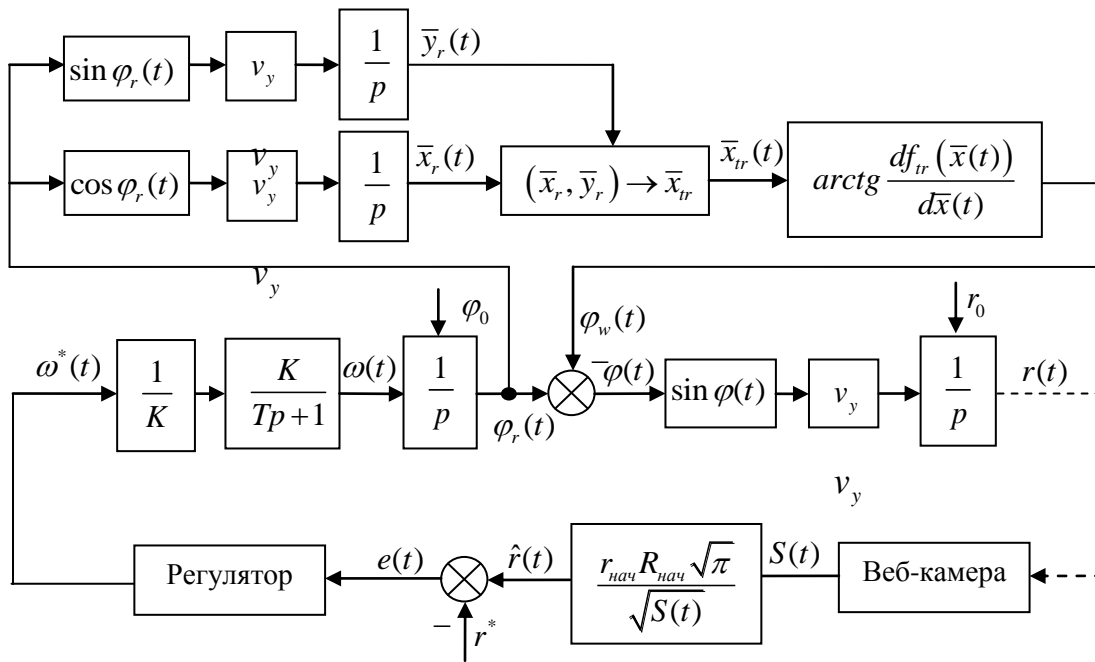 sin φ_r(t)
v_y
1/p
ȳ_r(t)
cos φ_r(t)
v_y
v_y
1/p
x̄_r(t)
(x̄_r, ȳ_r) → x̄_tr
x̄_tr(t)
arctg df_tr(x̄(t))/dx̄(t)
v_y
φ_0
φ_w(t)
r_0
ω*(t)
1/K
K/(Tp+1)
ω(t)
1/p
φ_r(t)
−
φ(t)
sin φ(t)
v_y
1/p
r(t)
v_y
Регулятор
e(t)
−
r*
r̂(t)
r_нач R_нач √π / √S(t)
S(t)
Веб-камера